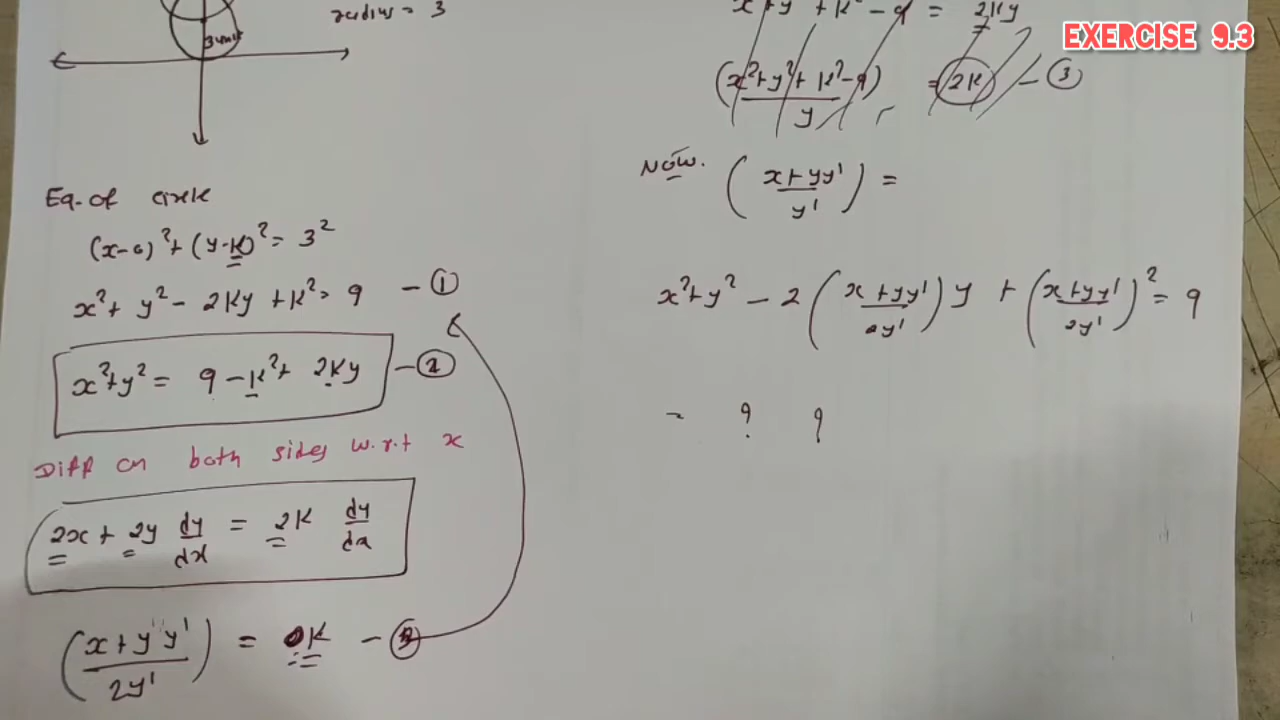 EXERCISE 9.3
radius = 3
3 unit
Eq. of circle
(x-0)² + (y-k)² = 3²
x² + y² - 2ky + k² = 9 - ①
x² + y² = 9 - k² + 2ky - ②
Diff on both sides w.r.t x
2x + 2y dy/dx = 2k dy/dx
(x + y y' / 2y') = k - ③
x² + y² + k² - 9 = 2ky
(x² + y² + k² - 9 / y) = 2k - ③
Now. (x + yy' / y') =
x² + y² - 2 (x + yy' / 2y') y + (x + yy' / 2y')² = 9
= ? ?